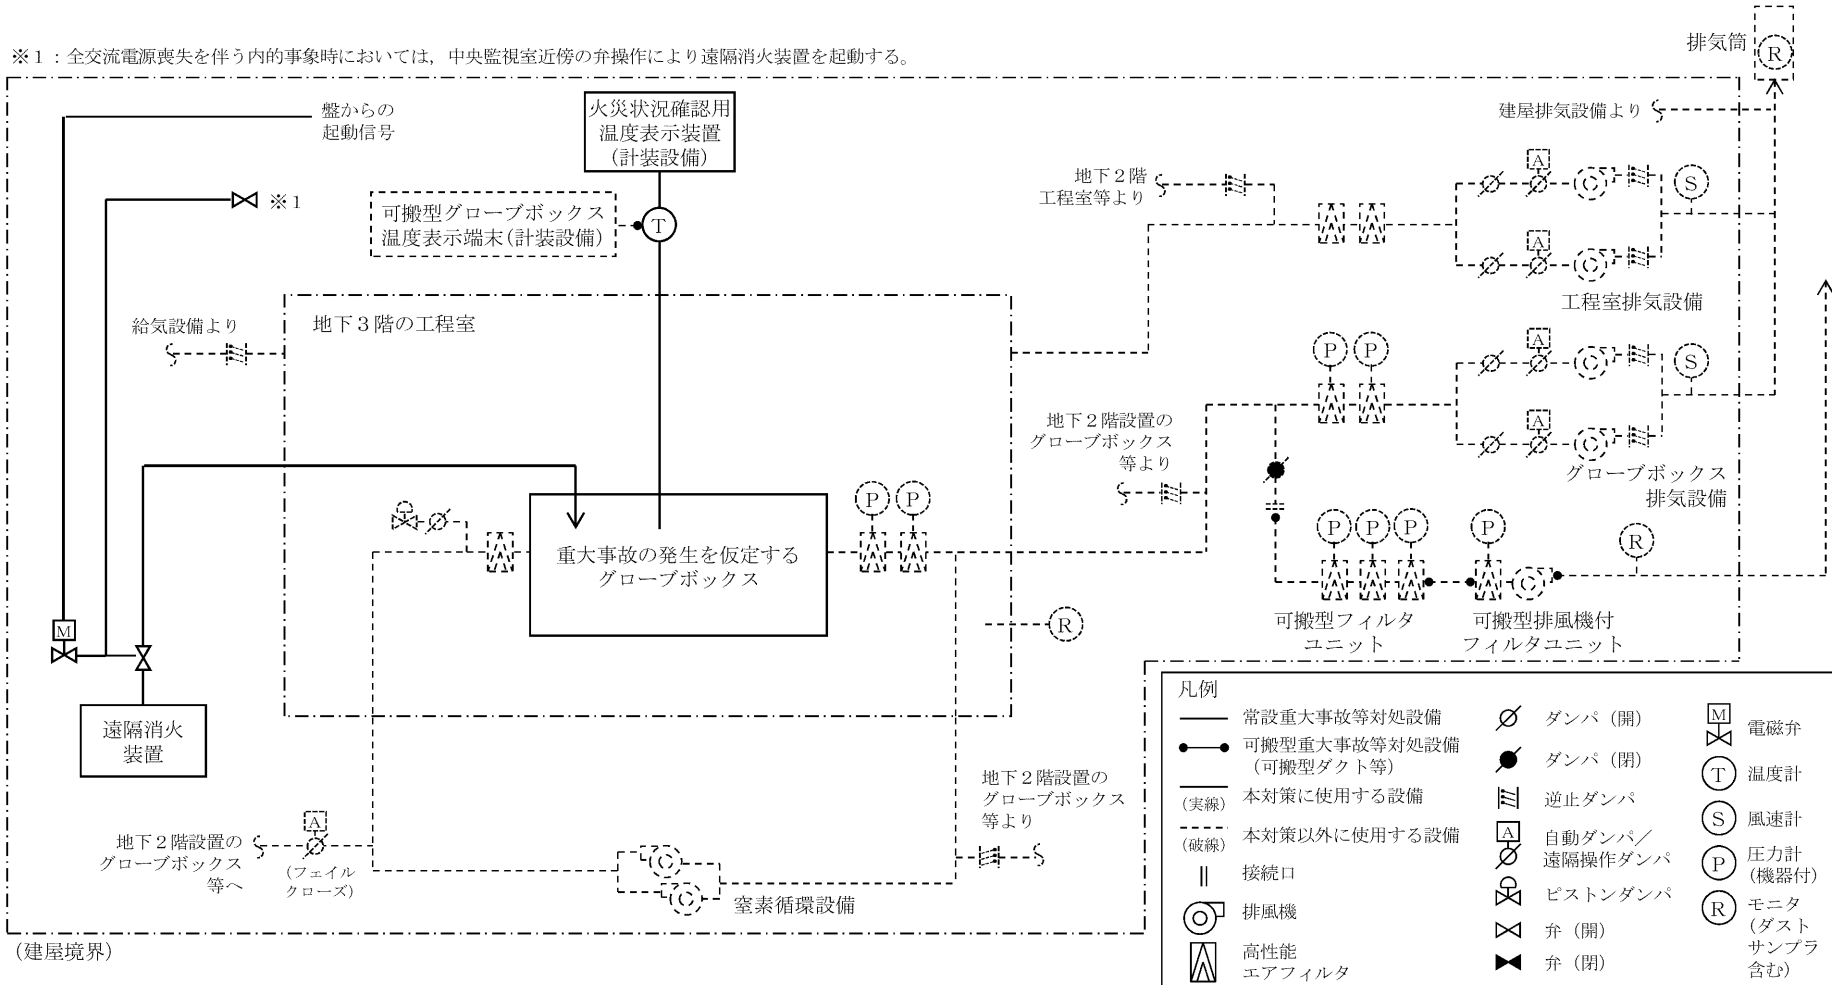 ※１：全交流電源喪失を伴う内的事象時においては，中央監視室近傍の弁操作により遠隔消火装置を起動する。
排気筒
R
盤からの
起動信号
火災状況確認用
温度表示装置
（計装設備）
建屋排気設備より
※１
可搬型グローブボックス
温度表示端末（計装設備）
T
地下２階
工程室等より
A
S
A
工程室排気設備
給気設備より
地下３階の工程室
P
P
A
S
A
グローブボックス
排気設備
地下２階設置の
グローブボックス
等より
P
P
重大事故の発生を仮定する
グローブボックス
P
P
P
P
R
可搬型フィルタ
ユニット
可搬型排風機付
フィルタユニット
R
M
遠隔消火
装置
地下２階設置の
グローブボックス
等より
A
地下２階設置の
グローブボックス
等へ
（フェイル
クローズ）
窒素循環設備
（建屋境界）
凡例
常設重大事故等対処設備
可搬型重大事故等対処設備
（可搬型ダクト等）
（実線）
本対策に使用する設備
（破線）
本対策以外に使用する設備
接続口
排風機
高性能
エアフィルタ
ダンパ（開）
ダンパ（閉）
逆止ダンパ
A
自動ダンパ／
遠隔操作ダンパ
ピストンダンパ
弁（開）
弁（閉）
M
電磁弁
T
温度計
S
風速計
P
圧力計
（機器付）
R
モニタ
（ダスト
サンプラ
含む）